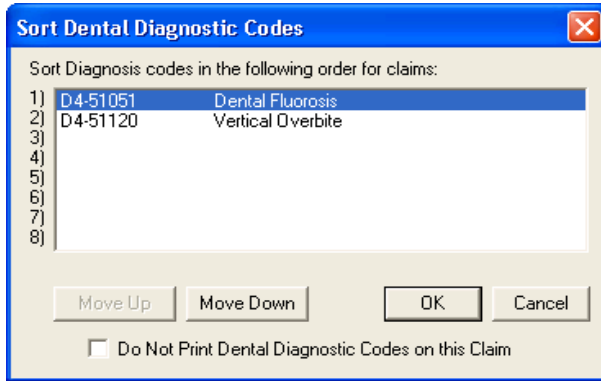 Sort Dental Diagnostic Codes
Sort Diagnosis codes in the following order for claims:
1) D4-51051 Dental Fluorosis
2) D4-51120 Vertical Overbite
3)
4)
5)
6)
7)
8)
Move Up Move Down OK Cancel
Do Not Print Dental Diagnostic Codes on this Claim